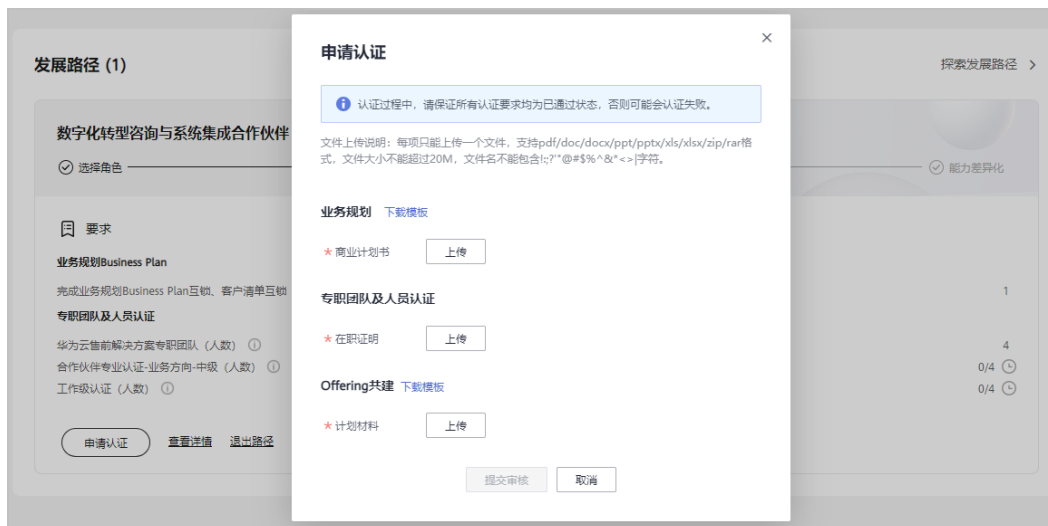 申请认证
认证过程中，请保证所有认证要求均为已通过状态，否则可能会认证失败。
文件上传说明：每项只能上传一个文件，支持pdf/doc/docx/ppt/pptx/xls/xlsx/zip/rar格
式，文件大小不能超过20M，文件名不能包含!:;?'"@#$%^&*<>|字符。
业务规划 下载模板
* 商业计划书 上传
专职团队及人员认证
* 在职证明 上传
Offering共建 下载模板
* 计划材料 上传
提交审核 取消
发展路径 (1)
探索发展路径 >
数字化转型咨询与系统集成合作伙伴
选择角色
能力差异化
要求
业务规划Business Plan
完成业务规划Business Plan互锁、客户清单互锁 1
专职团队及人员认证
华为云售前解决方案专职团队（人数） 4
合作伙伴专业认证-业务方向-中级（人数） 0/4
工作级认证（人数） 0/4
申请认证 查看详情 退出路径